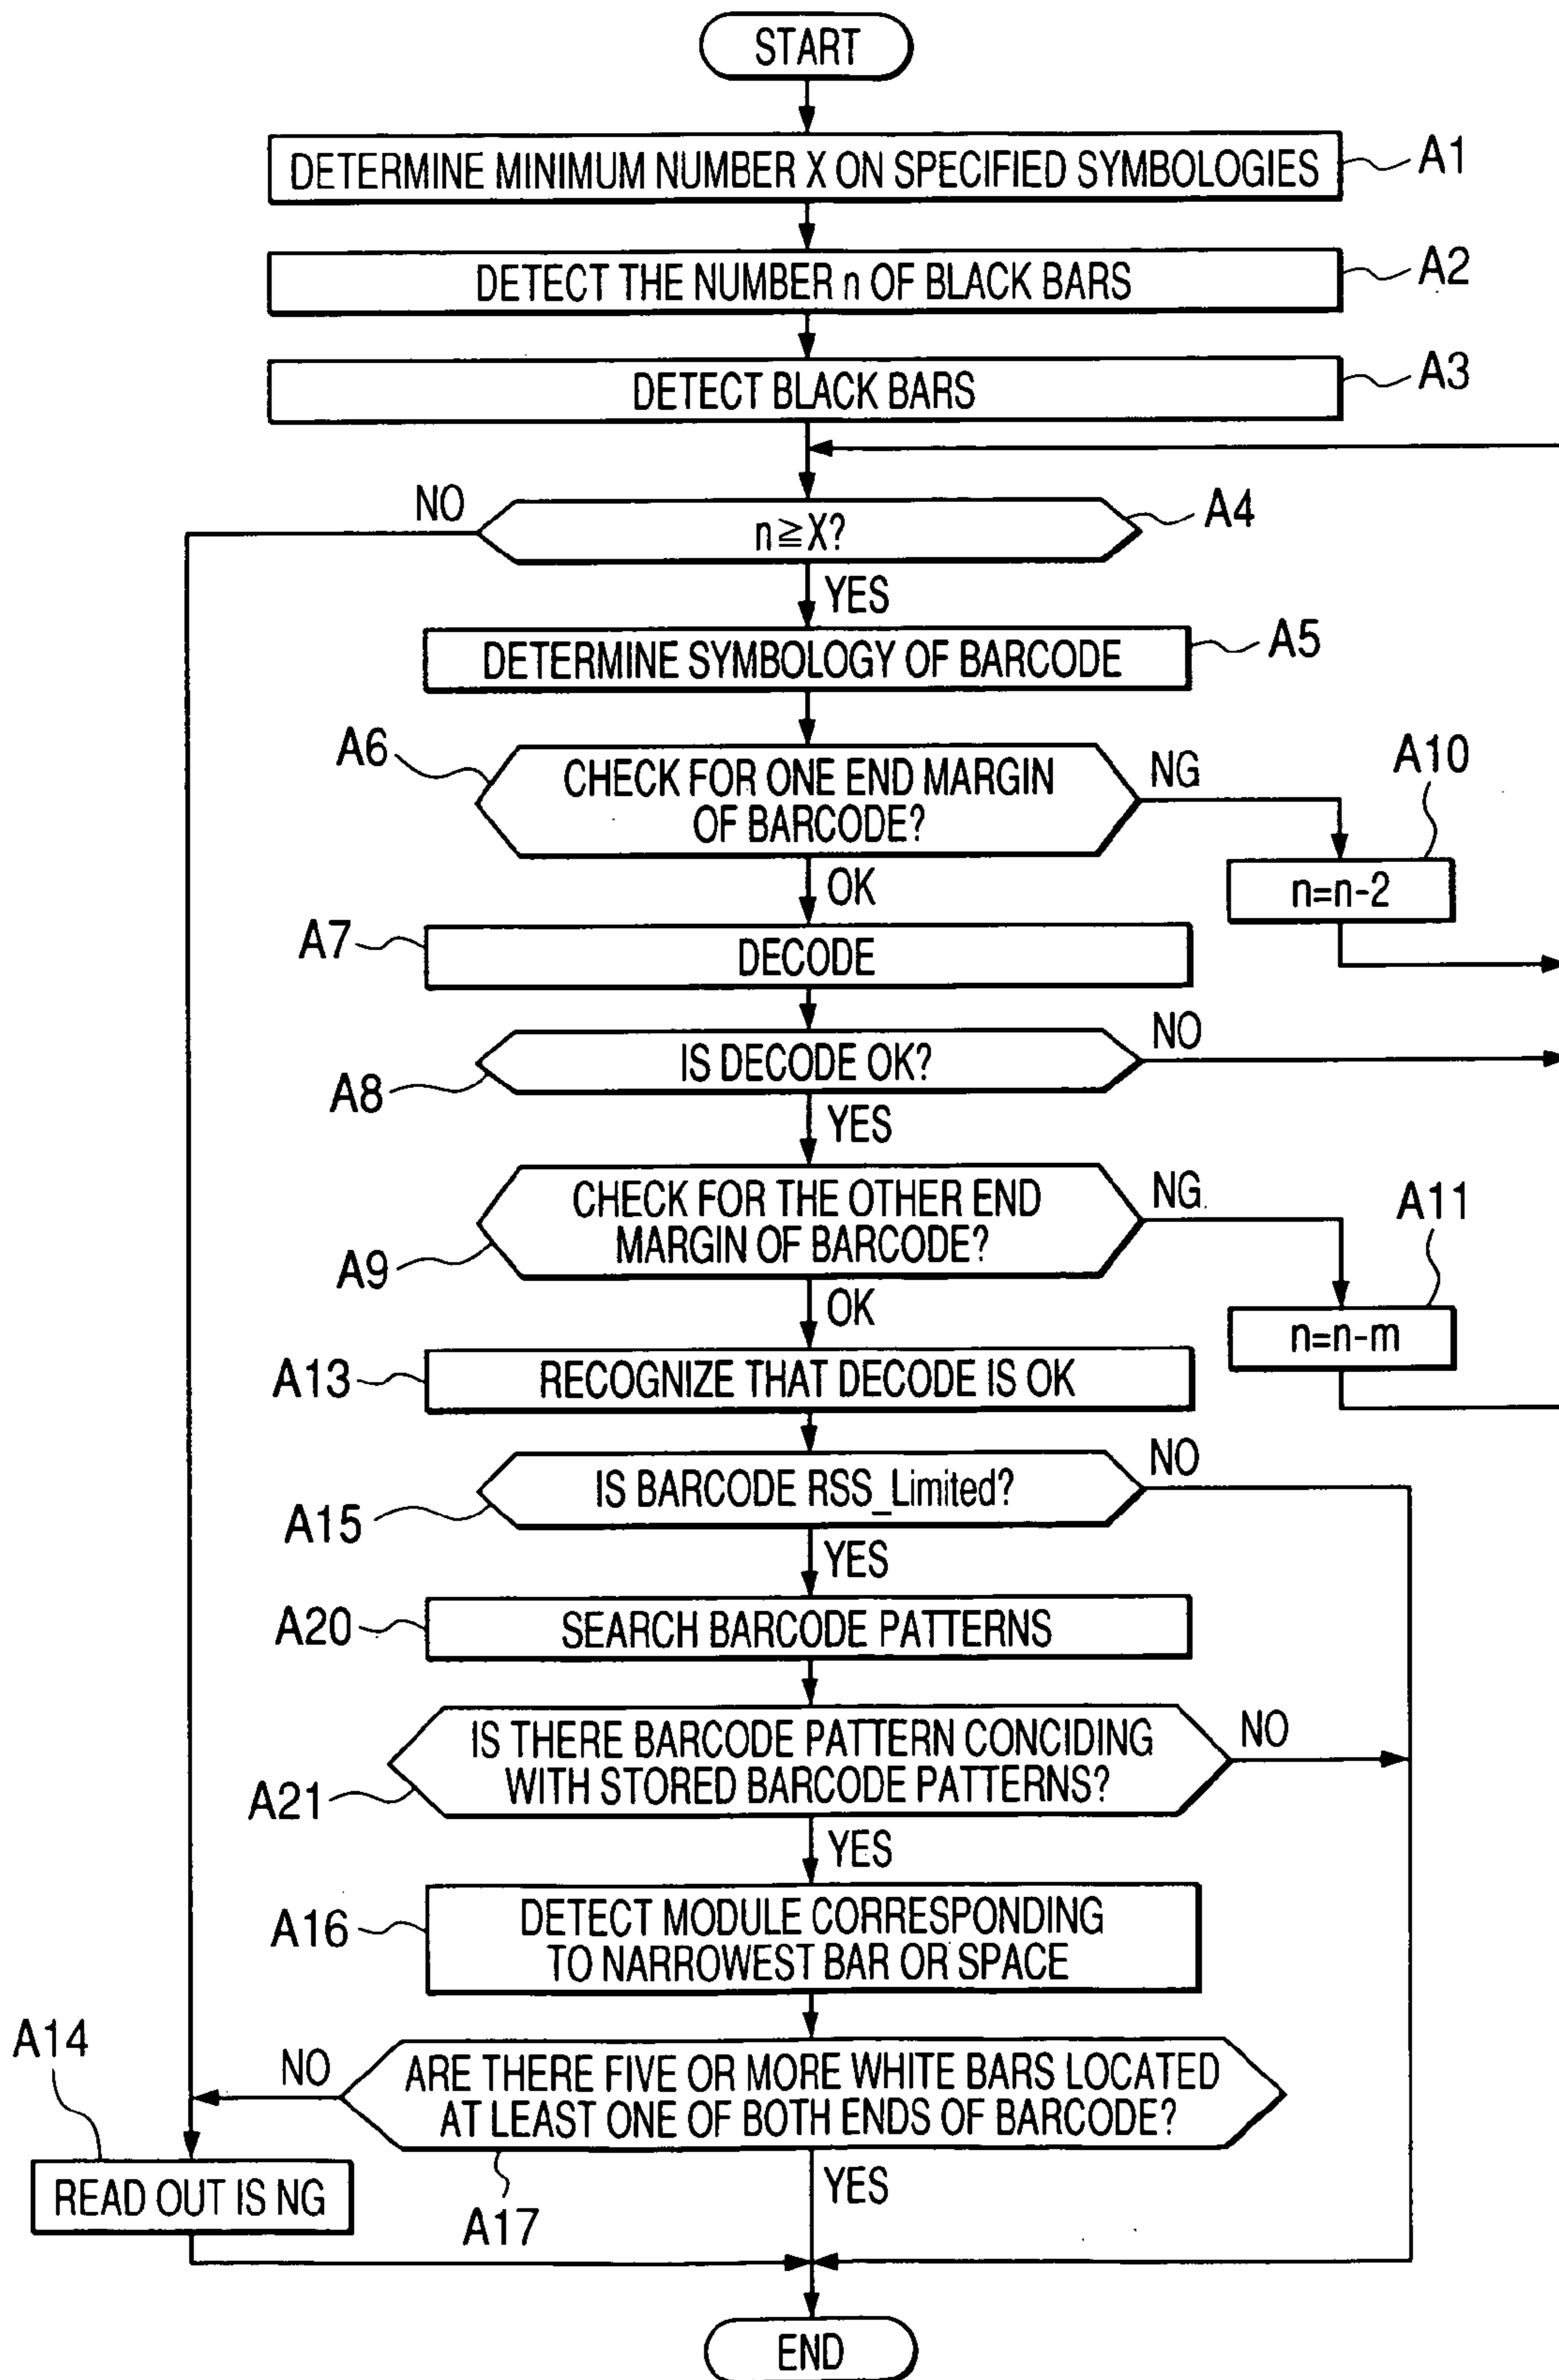 START
DETERMINE MINIMUM NUMBER X ON SPECIFIED SYMBOLOGIES
A1
DETECT THE NUMBER n OF BLACK BARS
A2
DETECT BLACK BARS
A3
NO
n≧X?
A4
YES
DETERMINE SYMBOLOGY OF BARCODE
A5
A6
CHECK FOR ONE END MARGIN
OF BARCODE?
NG
A10
OK
n=n-2
A7
DECODE
IS DECODE OK?
NO
A8
YES
CHECK FOR THE OTHER END
MARGIN OF BARCODE?
NG
A11
A9
OK
n=n-m
A13
RECOGNIZE THAT DECODE IS OK
IS BARCODE RSS_Limited?
NO
A15
YES
A20
SEARCH BARCODE PATTERNS
IS THERE BARCODE PATTERN CONCIDING
WITH STORED BARCODE PATTERNS?
NO
A21
YES
A16
DETECT MODULE CORRESPONDING
TO NARROWEST BAR OR SPACE
A14
NO
ARE THERE FIVE OR MORE WHITE BARS LOCATED
AT LEAST ONE OF BOTH ENDS OF BARCODE?
READ OUT IS NG
A17
YES
END